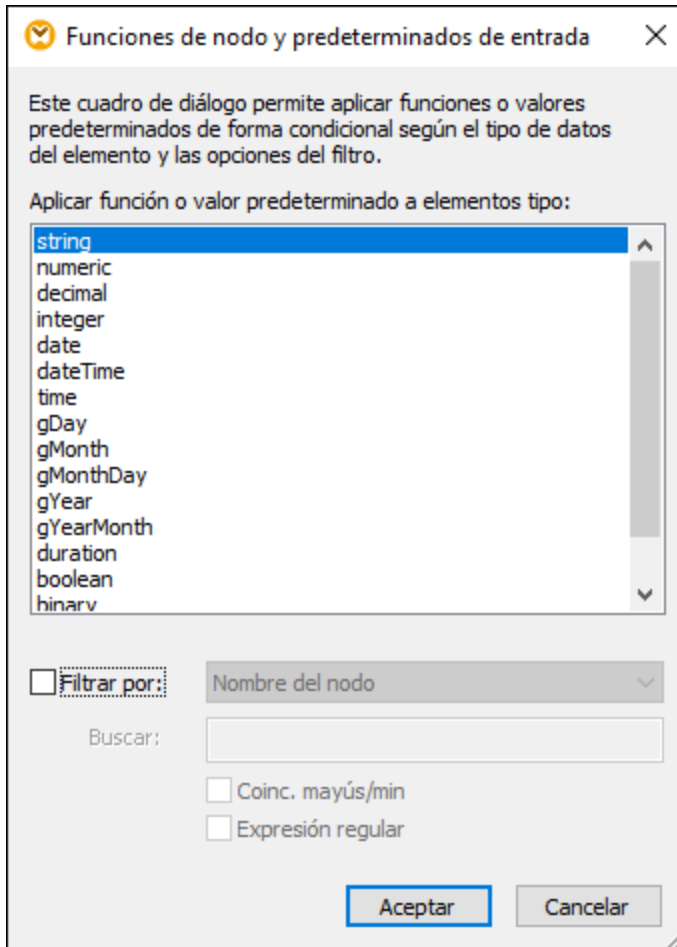 Funciones de nodo y predeterminados de entrada
Este cuadro de diálogo permite aplicar funciones o valores
predeterminados de forma condicional según el tipo de datos
del elemento y las opciones del filtro.
Aplicar función o valor predeterminado a elementos tipo:
string
numeric
decimal
integer
date
dateTime
time
gDay
gMonth
gMonthDay
gYear
gYearMonth
duration
boolean
binary
Filtrar por:
Nombre del nodo
Buscar:
Coinc. mayús/min
Expresión regular
Aceptar
Cancelar